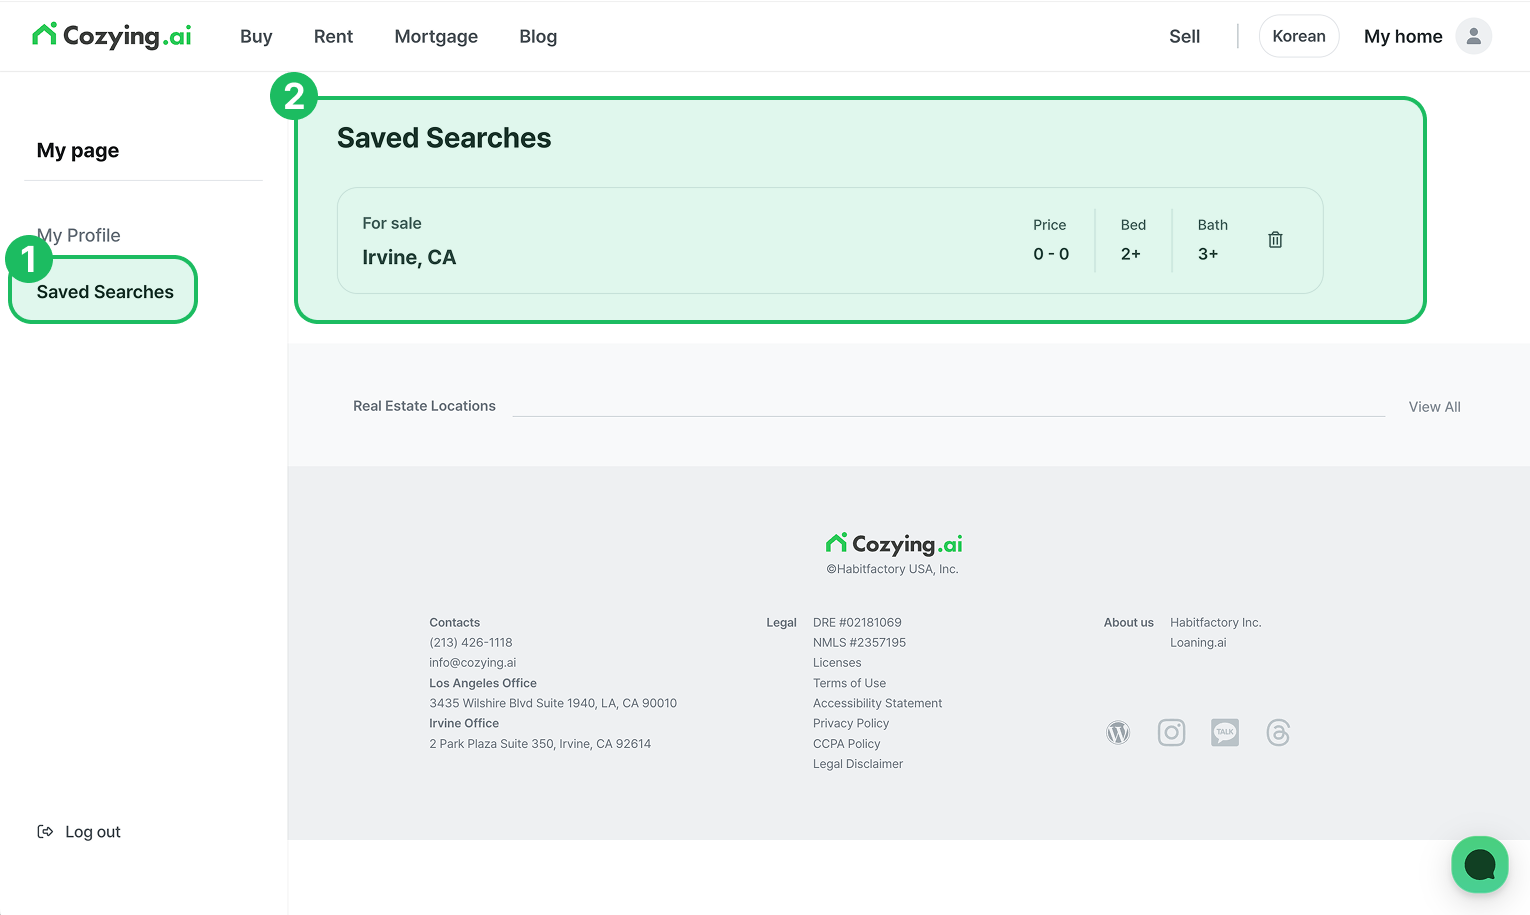 Cozying.ai
Buy
Rent
Mortgage
Blog
Sell
Korean
My home
My page
My Profile
1
Saved Searches
Log out
2
Saved Searches
For sale
Irvine, CA
Price
0 - 0
Bed
2+
Bath
3+
Real Estate Locations
View All
Cozying.ai
©Habitfactory USA, Inc.
Contacts
(213) 426-1118
info@cozying.ai
Los Angeles Office
3435 Wilshire Blvd Suite 1940, LA, CA 90010
Irvine Office
2 Park Plaza Suite 350, Irvine, CA 92614
Legal
DRE #02181069
NMLS #2357195
Licenses
Terms of Use
Accessibility Statement
Privacy Policy
CCPA Policy
Legal Disclaimer
About us
Habitfactory Inc.
Loaning.ai
TALK